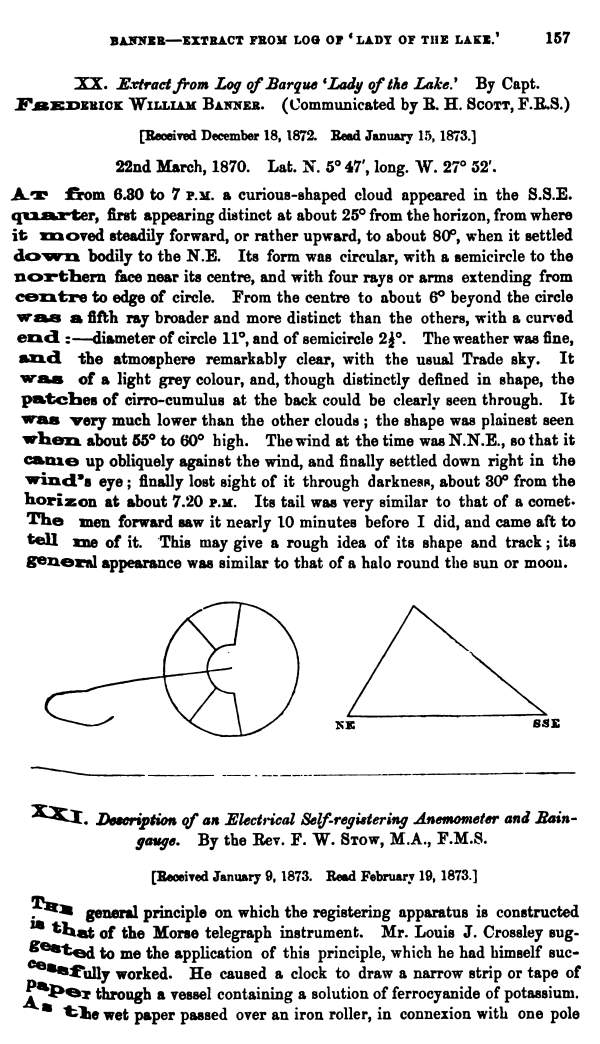 BANNER—EXTRACT FROM LOG OF 'LADY OF THE LAKE.' 157
XX. Extract from Log of Barque 'Lady of the Lake.' By Capt.
FREDERICK WILLIAM BANNER. (Communicated by R. H. SCOTT, F.R.S.)
[Received December 18, 1872. Read January 15, 1873.]
22nd March, 1870. Lat. N. 5° 47′, long. W. 27° 52′.
AT from 6.30 to 7 P.M. a curious-shaped cloud appeared in the S.S.E.
quarter, first appearing distinct at about 25° from the horizon, from where
it moved steadily forward, or rather upward, to about 80°, when it settled
down bodily to the N.E. Its form was circular, with a semicircle to the
northern face near its centre, and with four rays or arms extending from
centre to edge of circle. From the centre to about 6° beyond the circle
was a fifth ray broader and more distinct than the others, with a curved
end :—diameter of circle 11°, and of semicircle 2½°. The weather was fine,
and the atmosphere remarkably clear, with the usual Trade sky. It
was of a light grey colour, and, though distinctly defined in shape, the
patches of cirro-cumulus at the back could be clearly seen through. It
was very much lower than the other clouds ; the shape was plainest seen
when about 55° to 60° high. The wind at the time was N.N.E., so that it
came up obliquely against the wind, and finally settled down right in the
wind's eye ; finally lost sight of it through darkness, about 30° from the
horizon at about 7.20 P.M. Its tail was very similar to that of a comet.
The men forward saw it nearly 10 minutes before I did, and came aft to
tell me of it. This may give a rough idea of its shape and track ; its
general appearance was similar to that of a halo round the sun or moon.
NE SSE
XXI. Description of an Electrical Self-registering Anemometer and Rain-
gauge. By the Rev. F. W. STOW, M.A., F.M.S.
[Received January 9, 1873. Read February 19, 1873.]
THE general principle on which the registering apparatus is constructed
is that of the Morse telegraph instrument. Mr. Louis J. Crossley sug-
gested to me the application of this principle, which he had himself suc-
cessfully worked. He caused a clock to draw a narrow strip or tape of
paper through a vessel containing a solution of ferrocyanide of potassium.
As the wet paper passed over an iron roller, in connexion with one pole